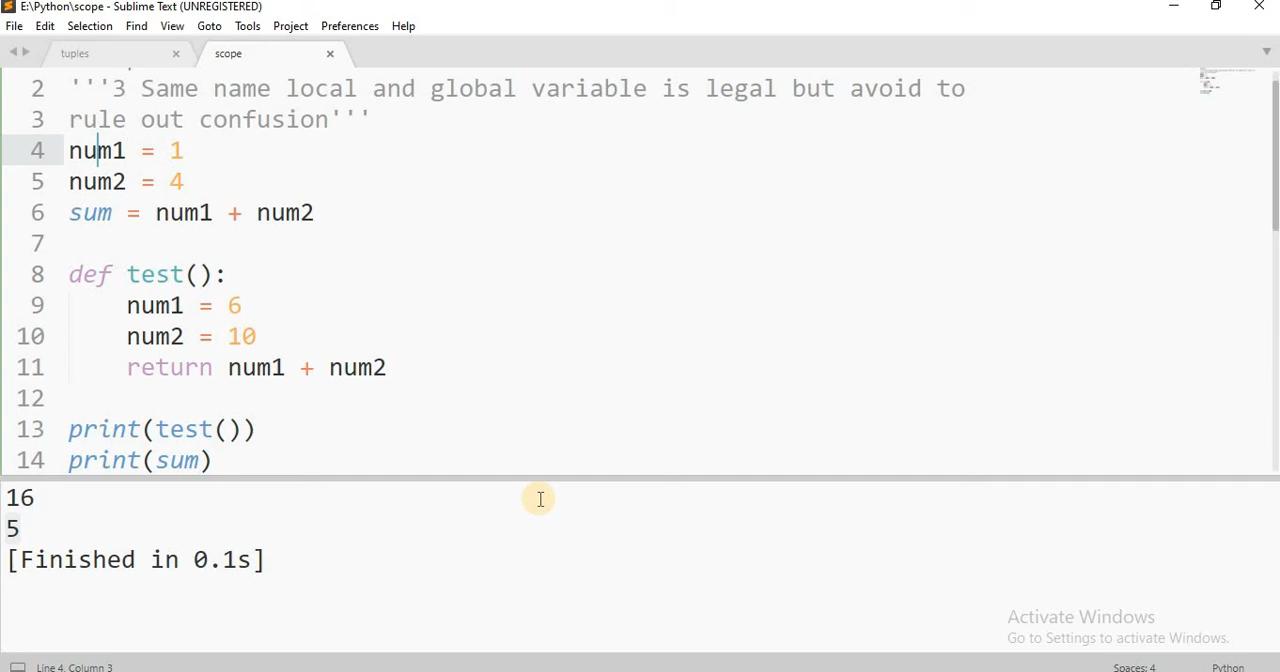 E:\Python\scope - Sublime Text (UNREGISTERED)
File Edit Selection Find View Goto Tools Project Preferences Help
tuples scope
2 '''3 Same name local and global variable is legal but avoid to
3 rule out confusion'''
4 num1 = 1
5 num2 = 4
6 sum = num1 + num2
7
8 def test():
9 num1 = 6
10 num2 = 10
11 return num1 + num2
12
13 print(test())
14 print(sum)
16
5
[Finished in 0.1s]
Activate Windows
Go to Settings to activate Windows.
Line 4, Column 3 Spaces: 4 Python